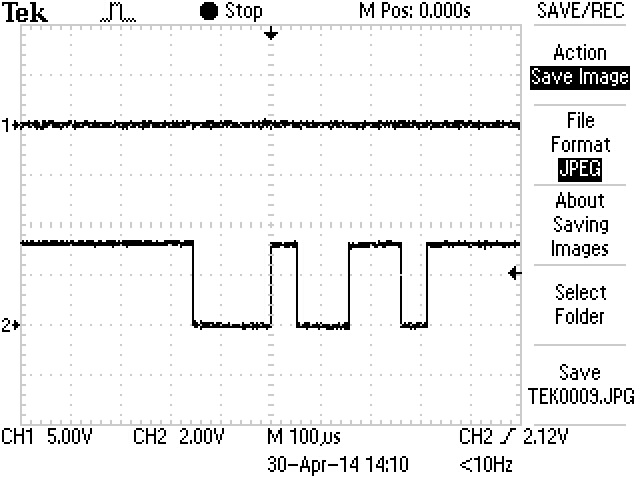 Tek Stop M Pos: 0.000s SAVE/REC
Action
Save Image
File
Format
JPEG
About
Saving
Images
Select
Folder
Save
TEK0009.JPG
1
2
CH1 5.00V CH2 2.00V M 100µs CH2 2.12V
30-Apr-14 14:10 <10Hz